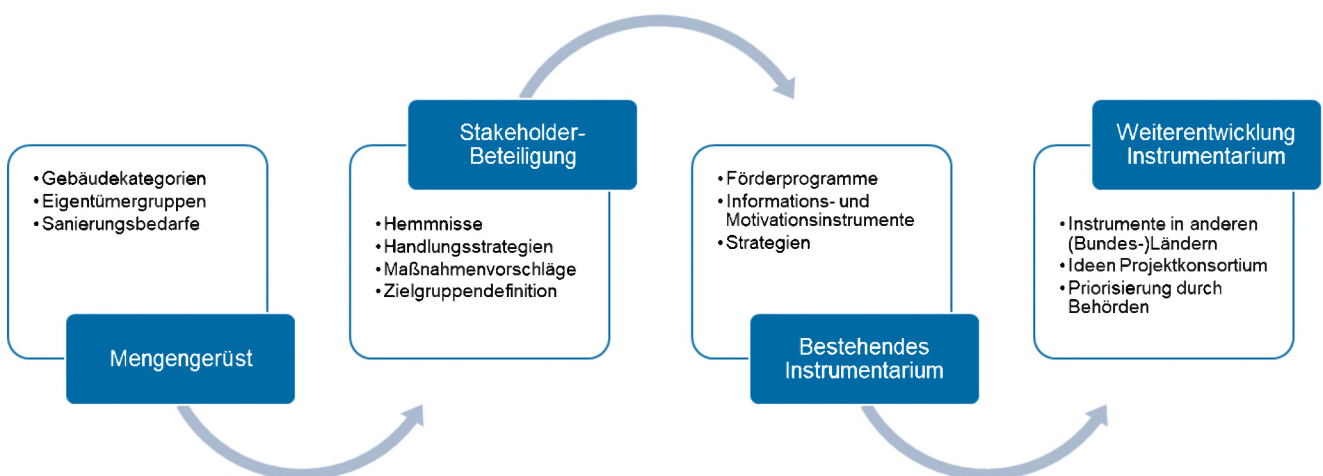 • Gebäudekategorien
• Eigentümergruppen
• Sanierungsbedarfe
Mengengerüst
Stakeholder-
Beteiligung
• Hemmnisse
• Handlungsstrategien
• Maßnahmenvorschläge
• Zielgruppendefinition
• Förderprogramme
• Informations- und
Motivationsinstrumente
• Strategien
Bestehendes
Instrumentarium
Weiterentwicklung
Instrumentarium
• Instrumente in anderen
(Bundes-)Ländern
• Ideen Projektkonsortium
• Priorisierung durch
Behörden